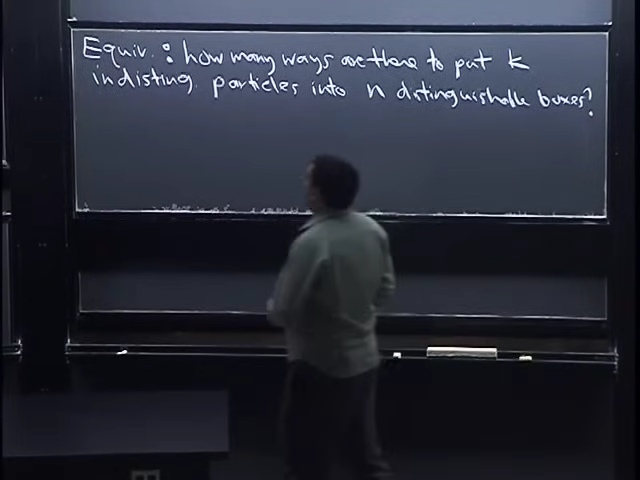 Equiv.: how many ways are there to put k
indisting. particles into n distinguishable boxes?